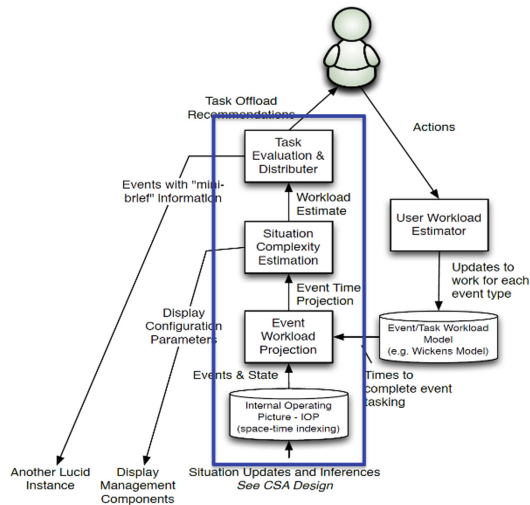 Task Offload
Recommendations
Actions
Task
Evaluation &
Distributer
Events with "mini-
brief" Information
Workload
Estimate
User Workload
Estimator
Situation
Complexity
Estimation
Updates to
work for each
event type
Event Time
Projection
Display
Configuration
Parameters
Event
Workload
Projection
Event/Task Workload
Model
(e.g. Wickens Model)
Events & State
Times to
complete event
tasking
Internal Operating
Picture - IOP
(space-time indexing)
Another Lucid
Instance
Display
Management
Components
Situation Updates and Inferences
See CSA Design